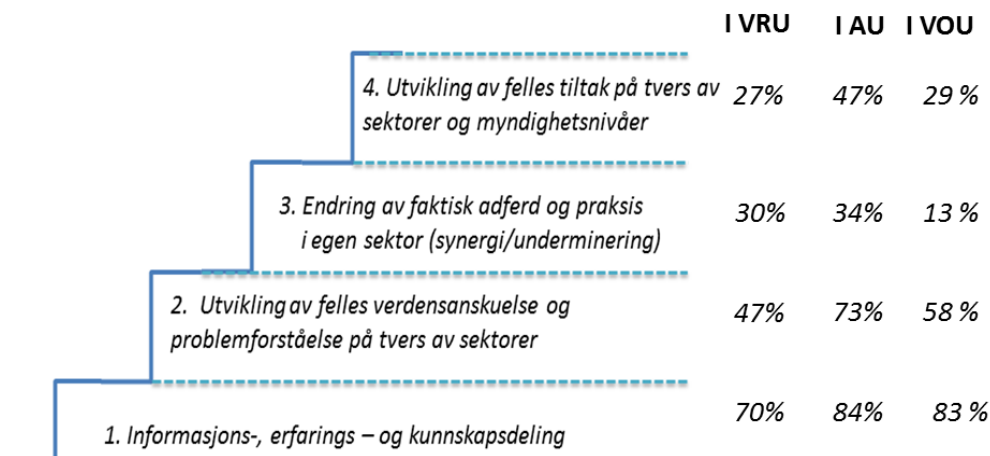 I VRU I AU I VOU
4. Utvikling av felles tiltak på tvers av 27% 47% 29 %
sektorer og myndighetsnivåer
3. Endring av faktisk adferd og praksis 30% 34% 13 %
i egen sektor (synergi/underminering)
2. Utvikling av felles verdensanskuelse og 47% 73% 58 %
problemforståelse på tvers av sektorer
70% 84% 83 %
1. Informasjons-, erfarings – og kunnskapsdeling